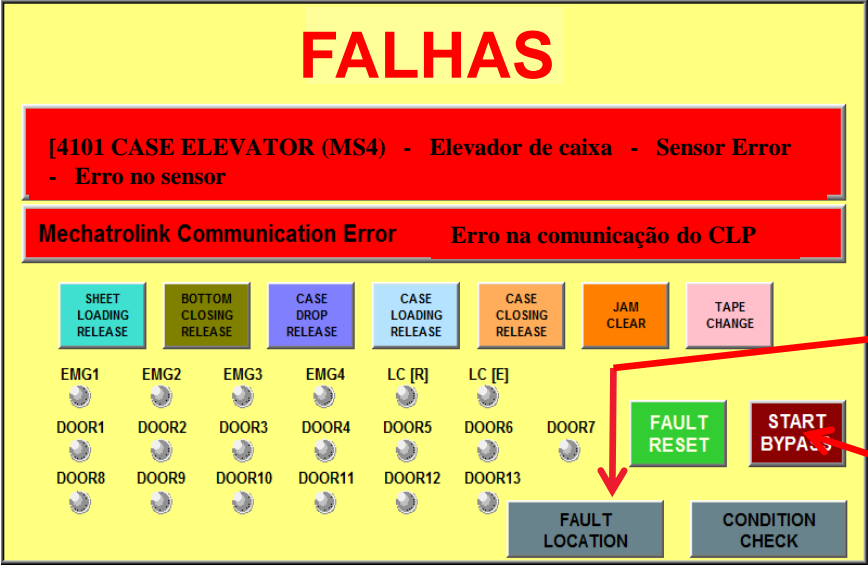 FALHAS
[4101 CASE ELEVATOR (MS4) - Elevador de caixa - Sensor Error
- Erro no sensor
Mechatrolink Communication Error Erro na comunicação do CLP
SHEET
LOADING
RELEASE
BOTTOM
CLOSING
RELEASE
CASE
DROP
RELEASE
CASE
LOADING
RELEASE
CASE
CLOSING
RELEASE
JAM
CLEAR
TAPE
CHANGE
EMG1 EMG2 EMG3 EMG4 LC [R] LC [E]
DOOR1 DOOR2 DOOR3 DOOR4 DOOR5 DOOR6 DOOR7
DOOR8 DOOR9 DOOR10 DOOR11 DOOR12 DOOR13
FAULT
RESET
START
BYPASS
FAULT
LOCATION
CONDITION
CHECK